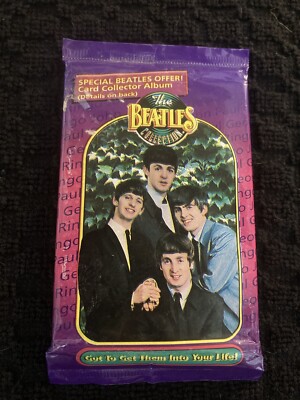 SPECIAL BEATLES OFFER!
Card Collector Album
(Details on back)
The
BEATLES
COLLECTION
Got To Get Them Into Your Life!